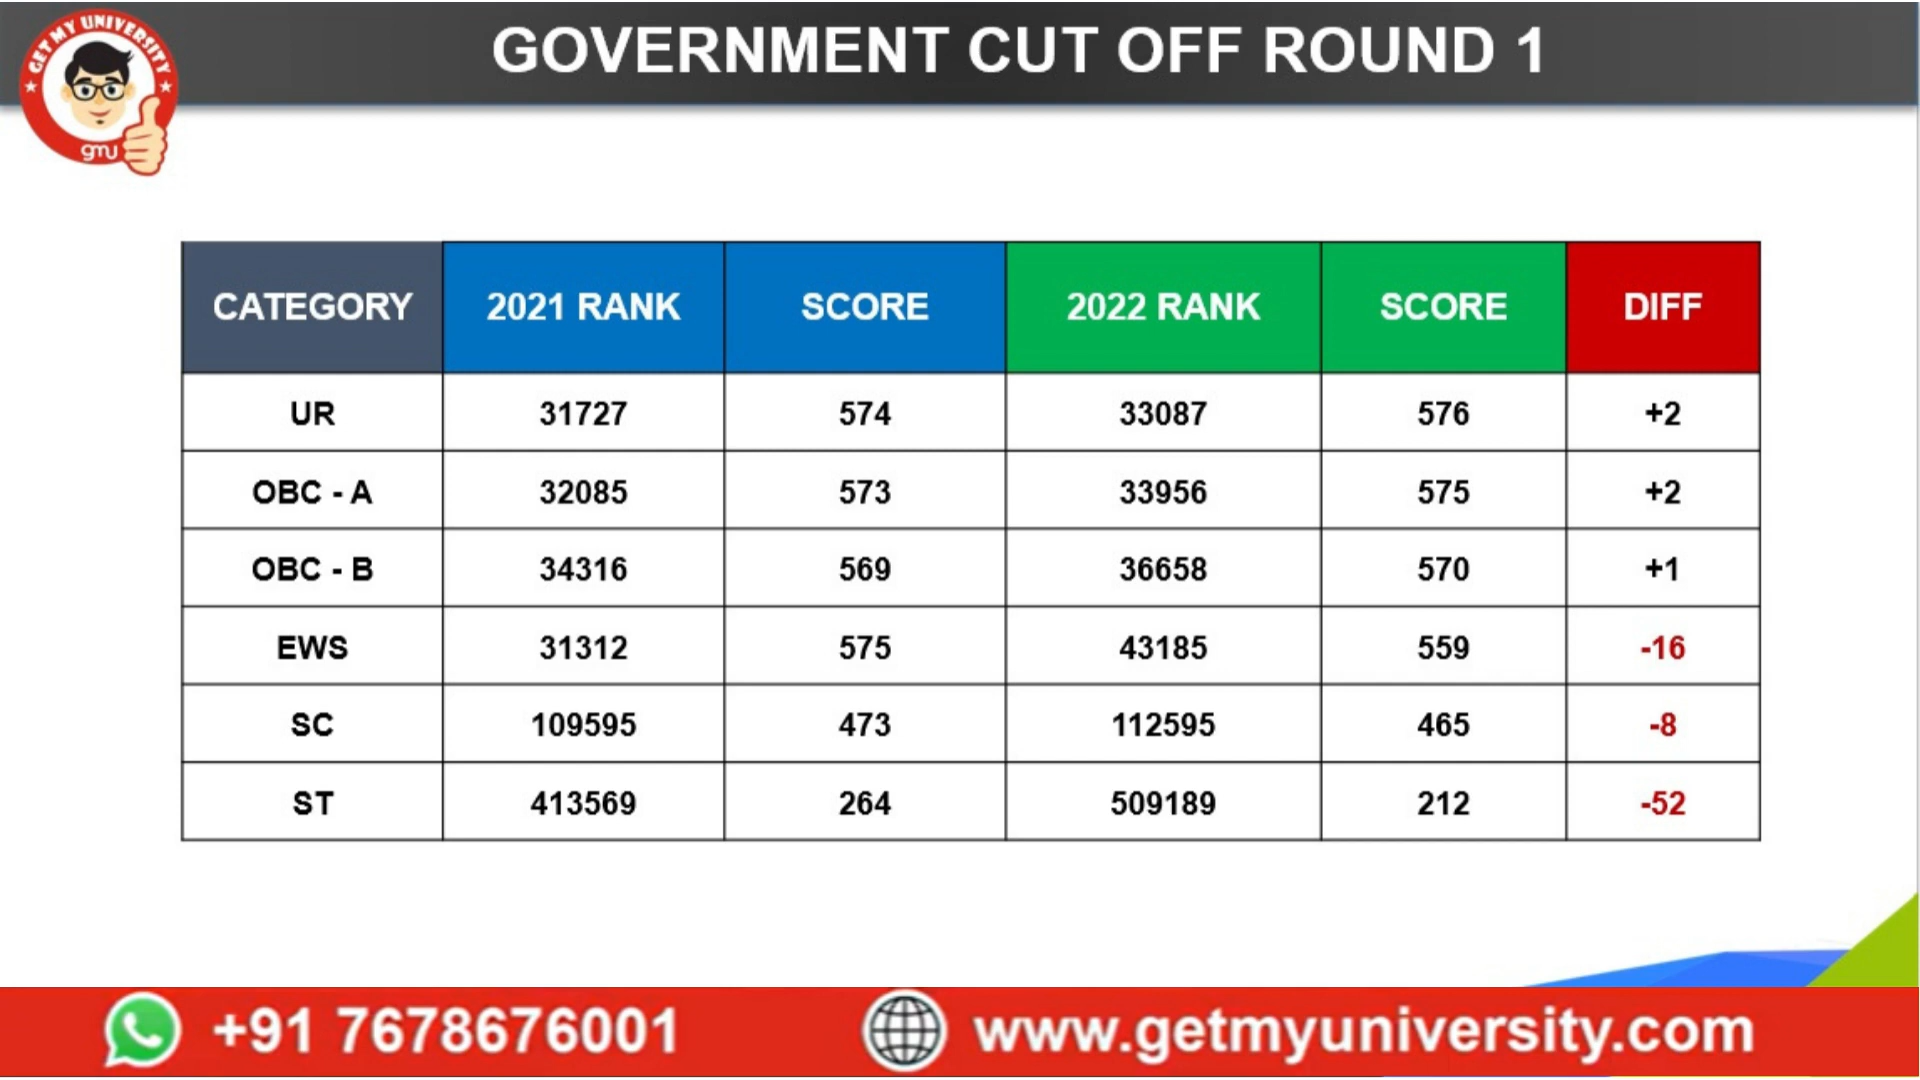 GET MY UNIVERSITY
gmu
GOVERNMENT CUT OFF ROUND 1
CATEGORY 2021 RANK SCORE 2022 RANK SCORE DIFF
UR 31727 574 33087 576 +2
OBC - A 32085 573 33956 575 +2
OBC - B 34316 569 36658 570 +1
EWS 31312 575 43185 559 -16
SC 109595 473 112595 465 -8
ST 413569 264 509189 212 -52
+91 7678676001 www.getmyuniversity.com